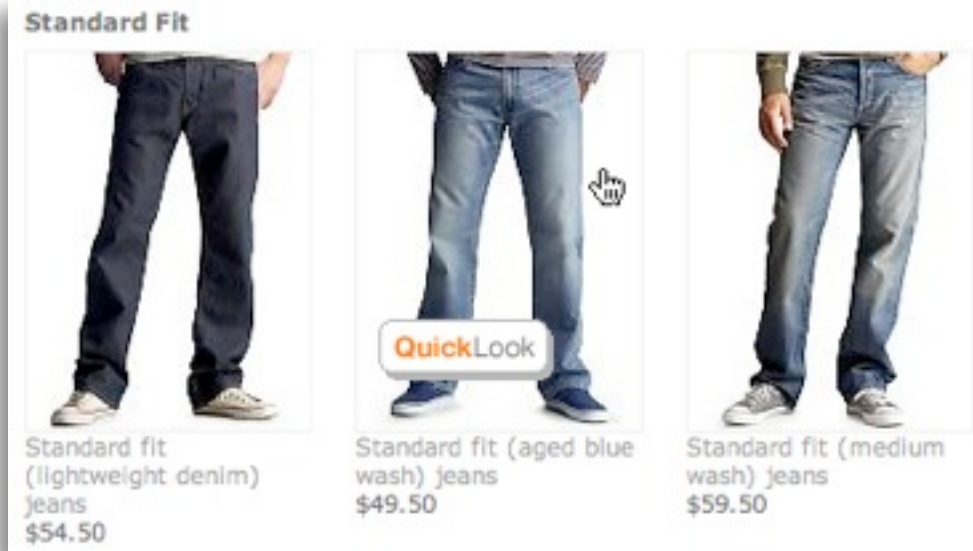 Standard Fit
QuickLook
Standard fit
(lightweight denim)
jeans
$54.50
Standard fit (aged blue
wash) jeans
$49.50
Standard fit (medium
wash) jeans
$59.50